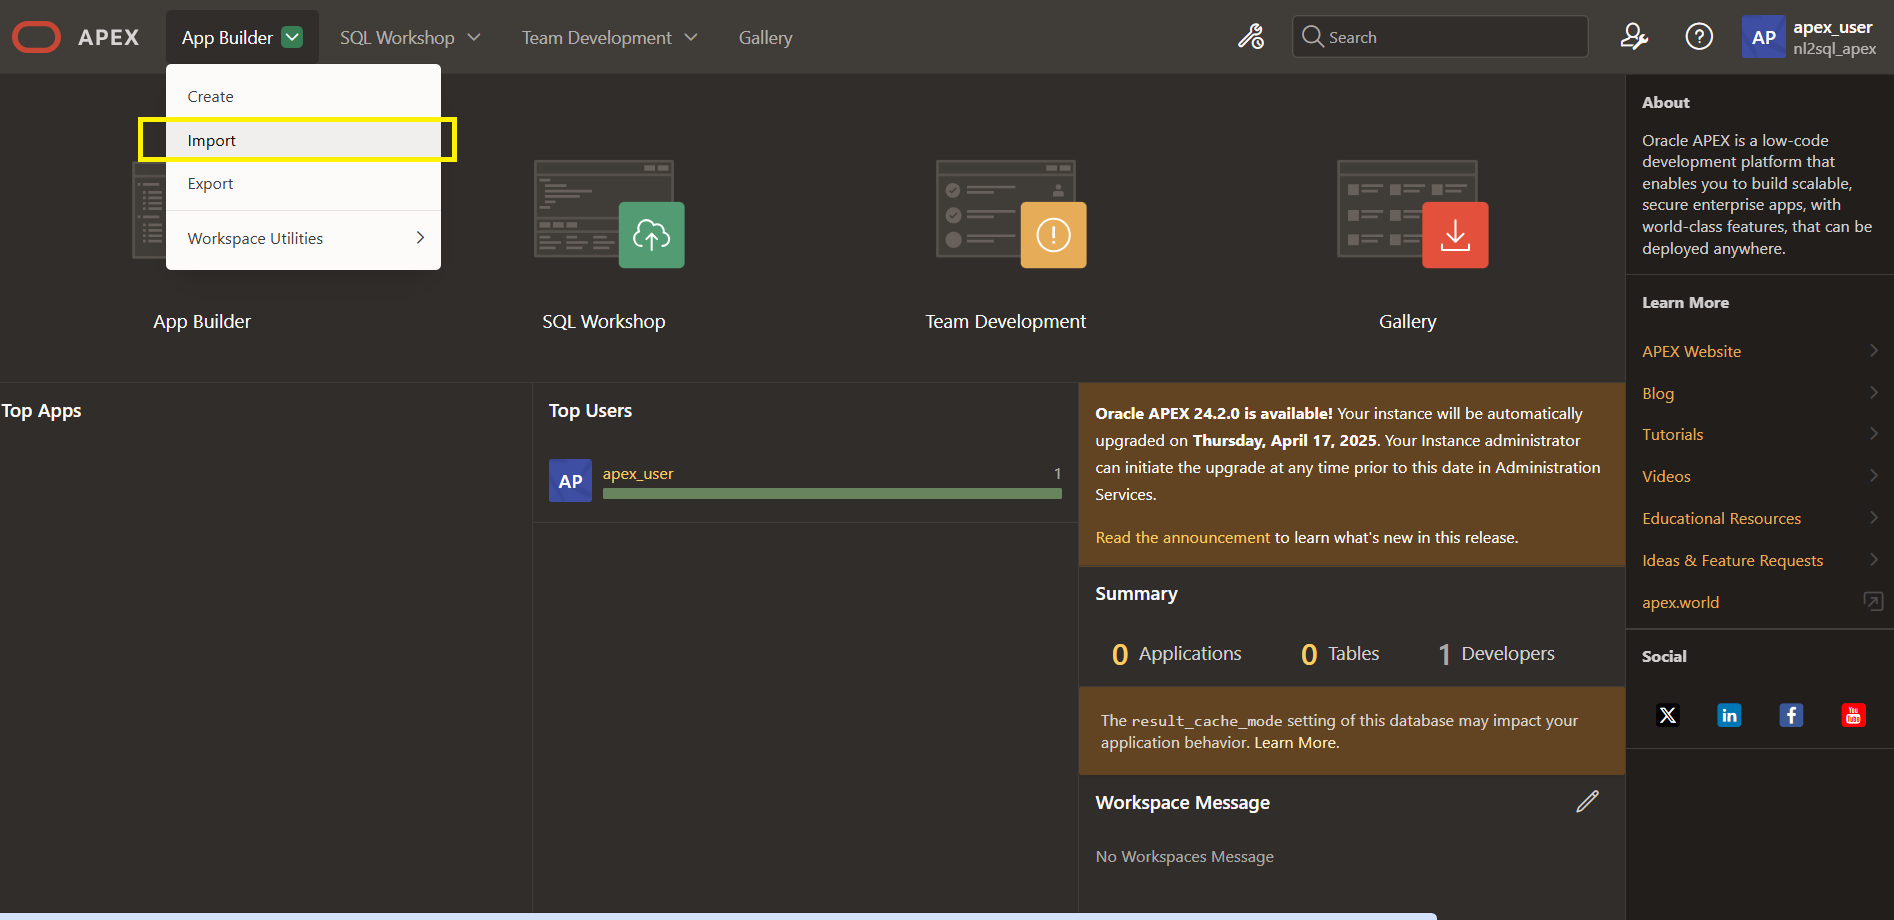 APEX
App Builder
SQL Workshop
Team Development
Gallery
Search
AP
apex_user
nl2sql_apex
Create
Import
Export
Workspace Utilities
App Builder
SQL Workshop
Team Development
Gallery
Top Apps
Top Users
AP
apex_user
1
Oracle APEX 24.2.0 is available! Your instance will be automatically
upgraded on Thursday, April 17, 2025. Your Instance administrator
can initiate the upgrade at any time prior to this date in Administration
Services.
Read the announcement to learn what's new in this release.
Summary
0 Applications
0 Tables
1 Developers
The result_cache_mode setting of this database may impact your
application behavior. Learn More.
Workspace Message
No Workspaces Message
About
Oracle APEX is a low-code
development platform that
enables you to build scalable,
secure enterprise apps, with
world-class features, that can be
deployed anywhere.
Learn More
APEX Website
Blog
Tutorials
Videos
Educational Resources
Ideas & Feature Requests
apex.world
Social
X
in
f
You
Tube